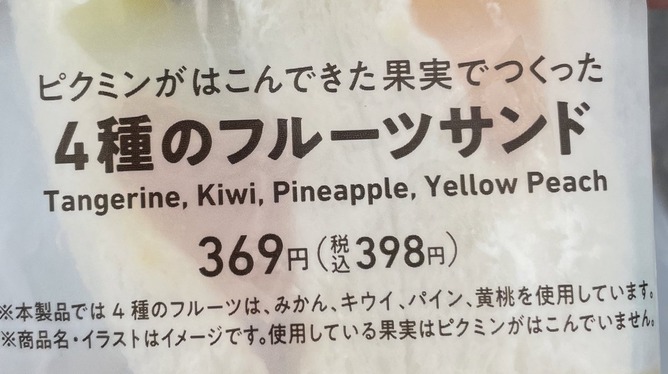 ピクミンがはこんできた果実でつくった
4種のフルーツサンド
Tangerine, Kiwi, Pineapple, Yellow Peach
369円(税込398円)
※本製品では4種のフルーツは、みかん、キウイ、パイン、黄桃を使用しています。
※商品名・イラストはイメージです。使用している果実はピクミンがはこんでいません。